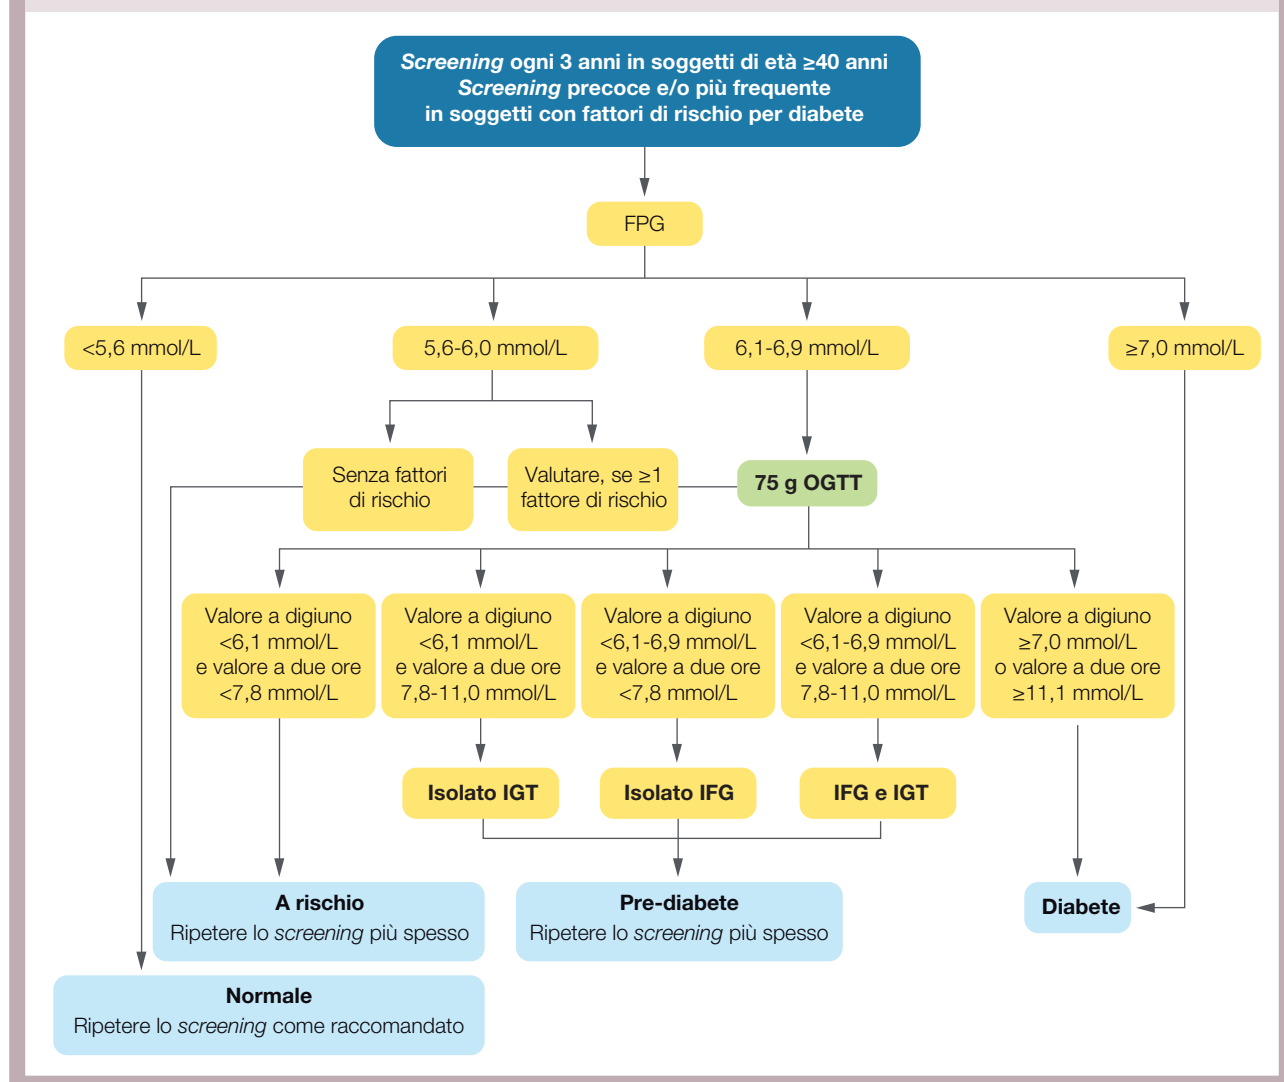 Screening ogni 3 anni in soggetti di età ≥40 anni
Screening precoce e/o più frequente
in soggetti con fattori di rischio per diabete
FPG
<5,6 mmol/L
5,6-6,0 mmol/L
6,1-6,9 mmol/L
≥7,0 mmol/L
Senza fattori
di rischio
Valutare, se ≥1
fattore di rischio
75 g OGTT
Valore a digiuno
<6,1 mmol/L
e valore a due ore
<7,8 mmol/L
Valore a digiuno
<6,1 mmol/L
e valore a due ore
7,8-11,0 mmol/L
Valore a digiuno
<6,1-6,9 mmol/L
e valore a due ore
<7,8 mmol/L
Valore a digiuno
<6,1-6,9 mmol/L
e valore a due ore
7,8-11,0 mmol/L
Valore a digiuno
≥7,0 mmol/L
o valore a due ore
≥11,1 mmol/L
Isolato IGT
Isolato IFG
IFG e IGT
A rischio
Ripetere lo screening più spesso
Pre-diabete
Ripetere lo screening più spesso
Diabete
Normale
Ripetere lo screening come raccomandato